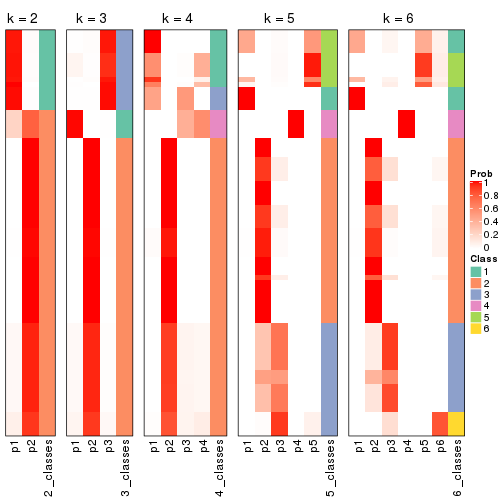 k = 2
k = 3
k = 4
k = 5
k = 6
Prob
1
0.8
0.6
0.4
0.2
0
Class
1
2
3
4
5
6
p1
p2
2_classes
p1
p2
p3
3_classes
p1
p2
p3
p4
4_classes
p1
p2
p3
p4
p5
5_classes
p1
p2
p3
p4
p5
p6
6_classes